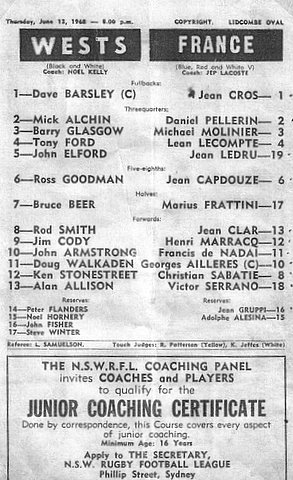 Thursday, June 13, 1968 — 8.00 p.m. COPYRIGHT. LIDCOMBE OVAL
WESTS FRANCE
(Black and White) (Blue, Red and White V)
Coach: NOEL KELLY Coach: JEP LACOSTE
Fullbacks:
1—Dave BARSLEY (C) Jean CROS— 1
Threequarters:
2—Mick ALCHIN Daniel PELLERIN— 2
3—Barry GLASGOW Michael MOLINIER— 3
4—Tony FORD Lean LECOMPTE— 4
5—John ELFORD Jean LEDRU—19
Five-eighths:
6—Ross GOODMAN Jean CAPDOUZE— 6
Halves:
7—Bruce BEER Marius FRATTINI—17
Forwards:
8—Rod SMITH Jean CLAR—13
9—Jim CODY Henri MARRACQ—12
10—John ARMSTRONG Francis de NADAI—11
11—Doug WALKADEN Georges AILLERES (C)—10
12—Ken STONESTREET Christian SABATIE— 8
13—Alan ALLISON Victor SERRANO—18
Reserves: Reserves:
14—Peter FLANDERS Jean GRUPPI—16
15—Noel HORNERY Adolphe ALESINA—15
16—John FISHER
17—Steve WINTER
Referee: L. SAMUELSON. Touch Judges: R. Patterson (Yellow), K. Jeffes (White)
THE N.S.W.R.F.L. COACHING PANEL
invites COACHES and PLAYERS
to qualify for the
JUNIOR COACHING CERTIFICATE
Done by correspondence, this Course covers every aspect
of junior coaching.
Minimum Age: 16 Years
Apply to THE SECRETARY,
N.S.W. RUGBY FOOTBALL LEAGUE
Phillip Street, Sydney